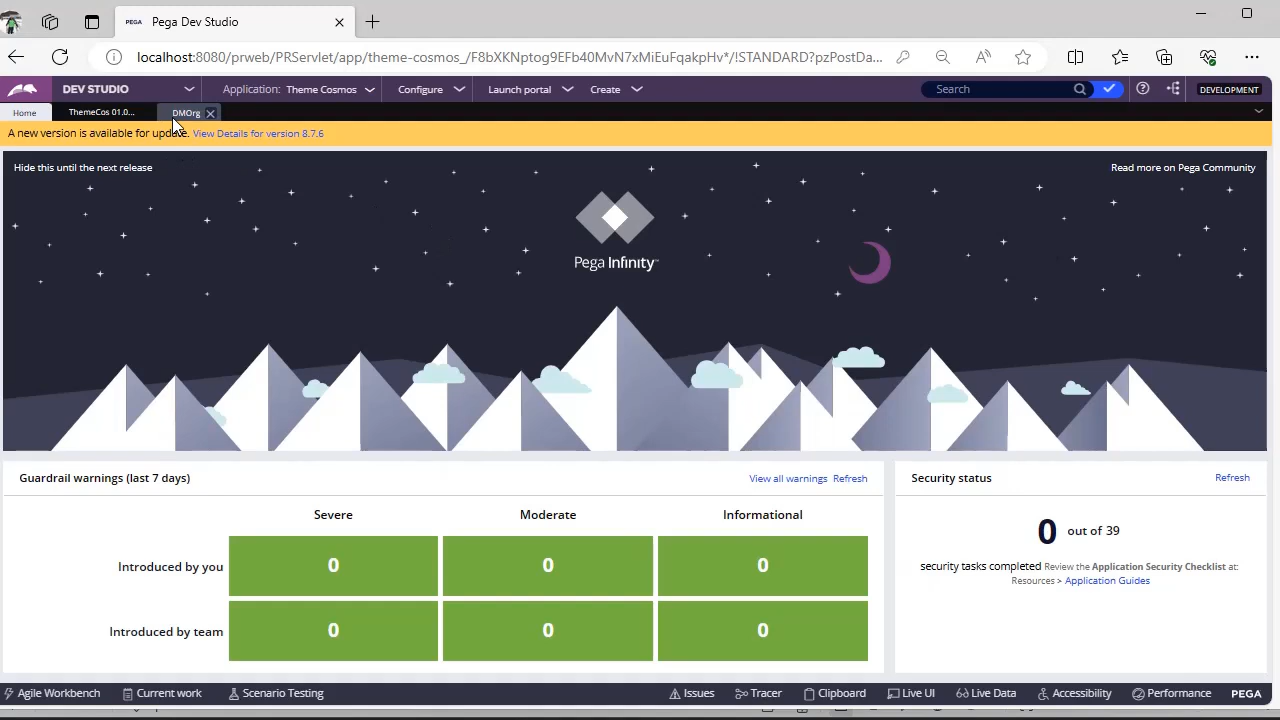 PEGA Pega Dev Studio
localhost:8080/prweb/PRServlet/app/theme-cosmos_/F8bXKNptog9EFb40MvN7xMiEuFqakpHv*/!STANDARD?pzPostDa...
DEV STUDIO Application: Theme Cosmos Configure Launch portal Create Search DEVELOPMENT
Home ThemeCos 01.0... DMOrg
A new version is available for update. View Details for version 8.7.6
Hide this until the next release Read more on Pega Community
Pega Infinity™
Guardrail warnings (last 7 days) View all warnings Refresh Security status Refresh
Severe Moderate Informational
0 out of 39
Introduced by you 0 0 0
security tasks completed Review the Application Security Checklist at:
Resources > Application Guides
Introduced by team 0 0 0
Agile Workbench Current work Scenario Testing Issues Tracer Clipboard Live UI Live Data Accessibility Performance PEGA